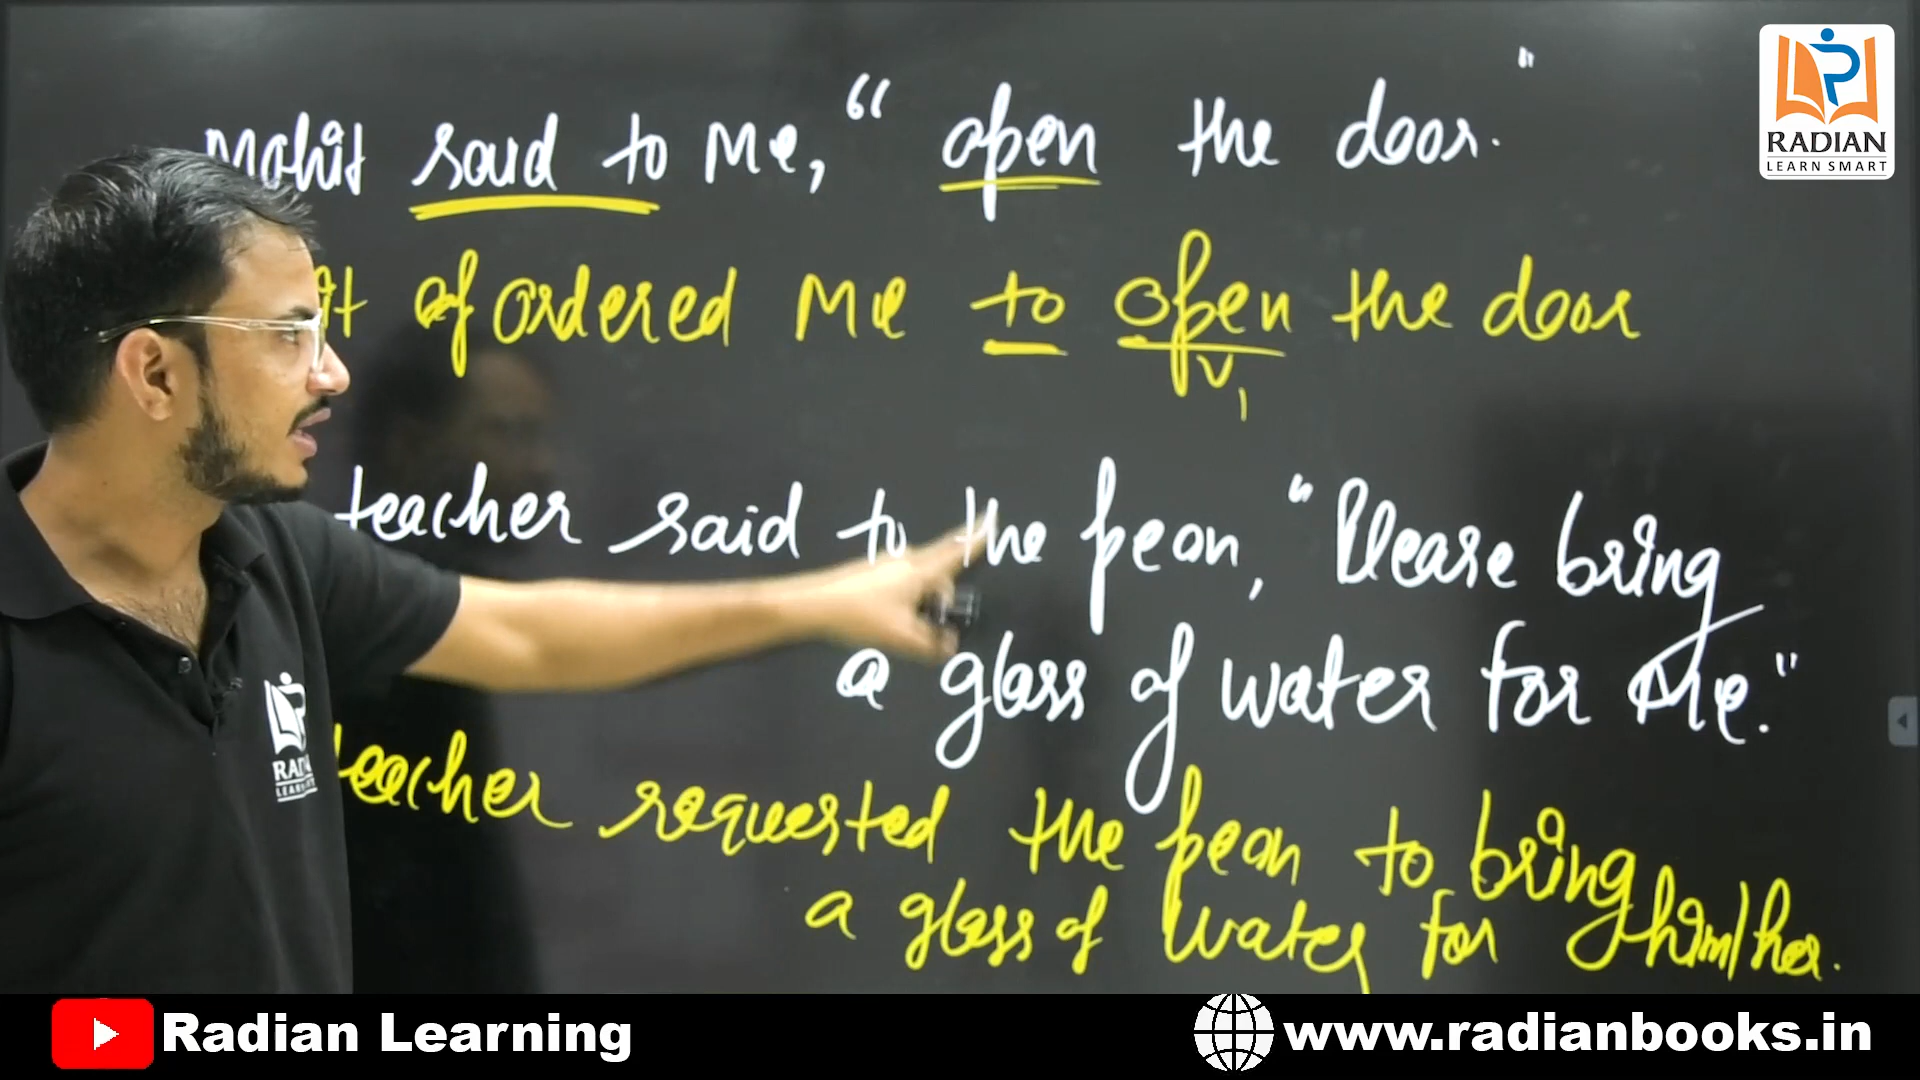 Mohit said to Me, “ open the door. "
ordered Me to open the door
V1
teacher said to the peon, “Please bring
a glass of water for Me."
teacher requested the peon to bring
a glass of water for him/her.
RADIAN
LEARN SMART
Radian Learning
www.radianbooks.in